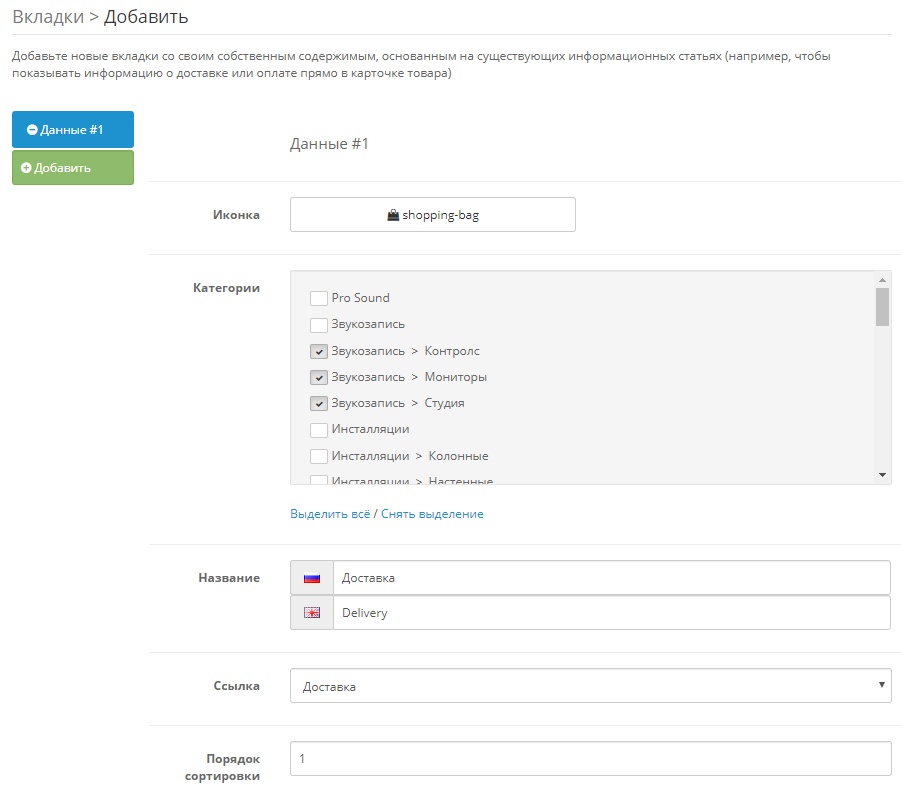 Вкладки > Добавить
Добавьте новые вкладки со своим собственным содержимым, основанным на существующих информационных статьях (например, чтобы
показывать информацию о доставке или оплате прямо в карточке товара)
Данные #1
Добавить
Данные #1
Иконка
shopping-bag
Категории
Pro Sound
Звукозапись
Звукозапись > Контролс
Звукозапись > Мониторы
Звукозапись > Студия
Инсталляции
Инсталляции > Колонные
Инсталляции > Настенные
Выделить всё / Снять выделение
Название
Доставка
Delivery
Ссылка
Доставка
Порядок
сортировки
1